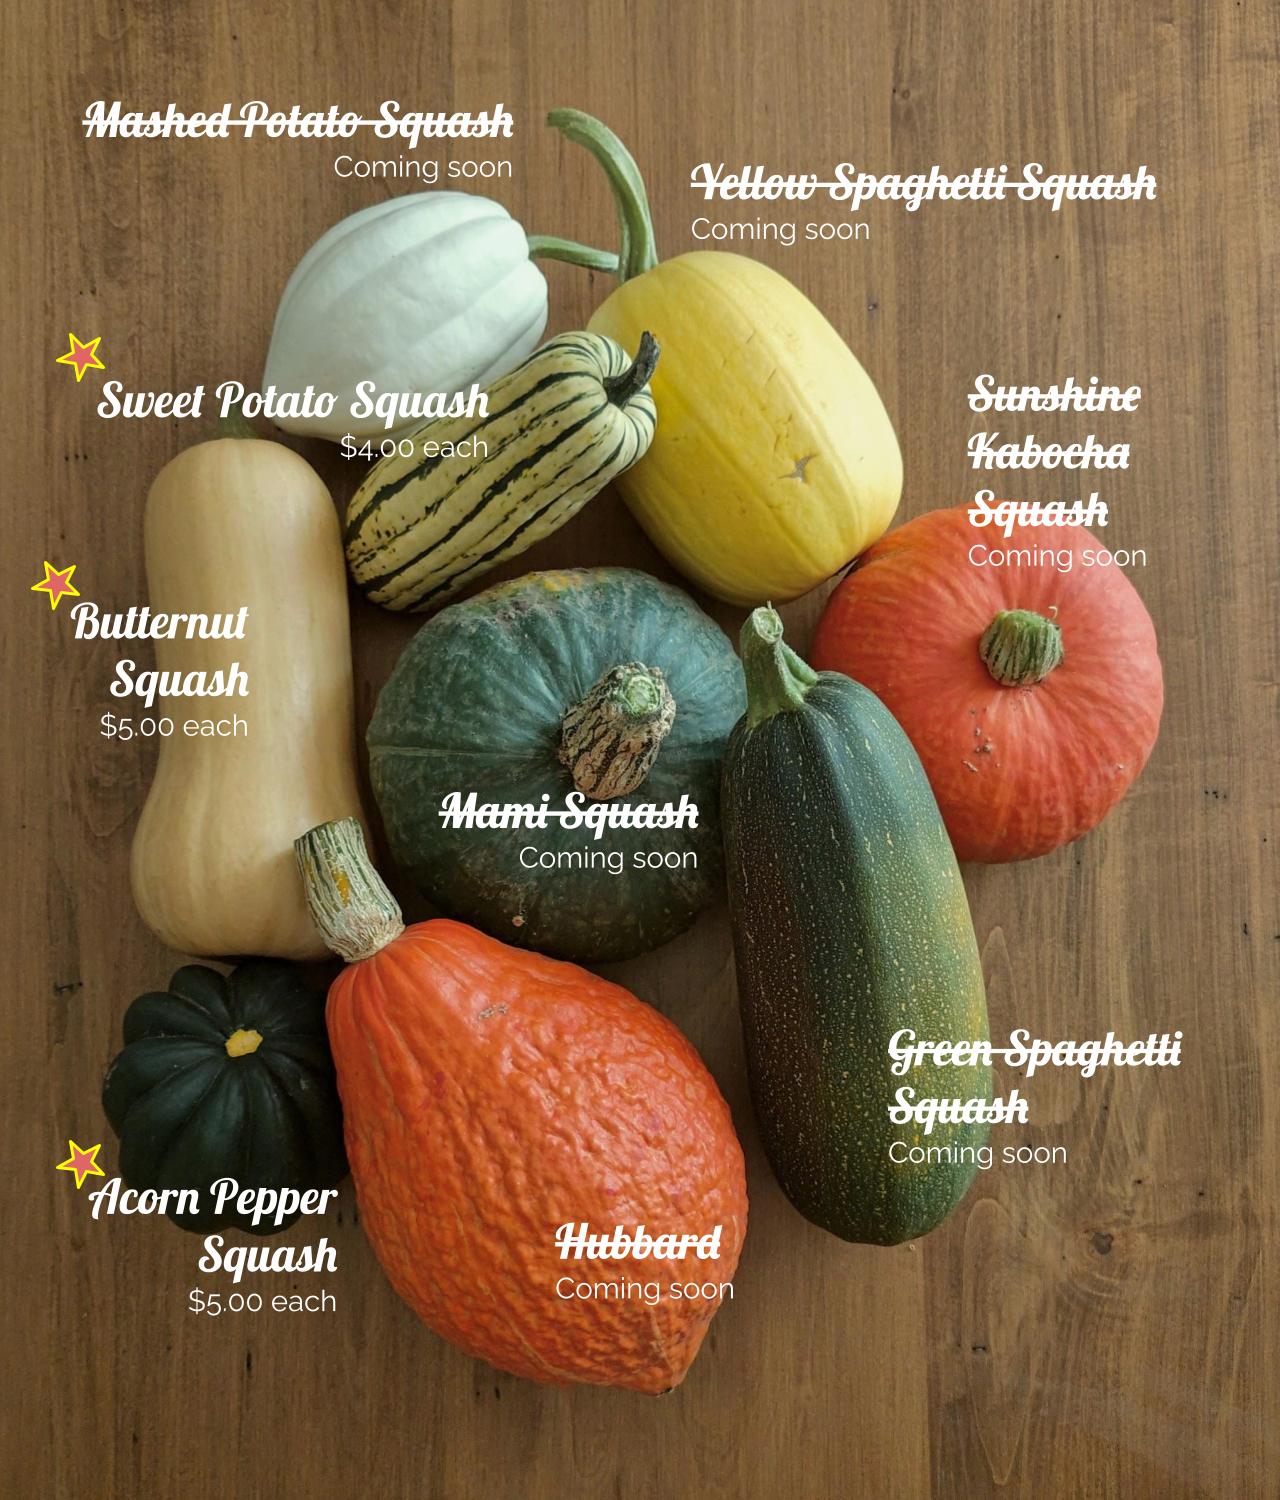 Mashed Potato Squash
Coming soon
Yellow Spaghetti Squash
Coming soon
Sweet Potato Squash
$4.00 each
Sunshine
Kabocha
Squash
Coming soon
Butternut
Squash
$5.00 each
Mami Squash
Coming soon
Green Spaghetti
Squash
Coming soon
Acorn Pepper
Squash
$5.00 each
Hubbard
Coming soon